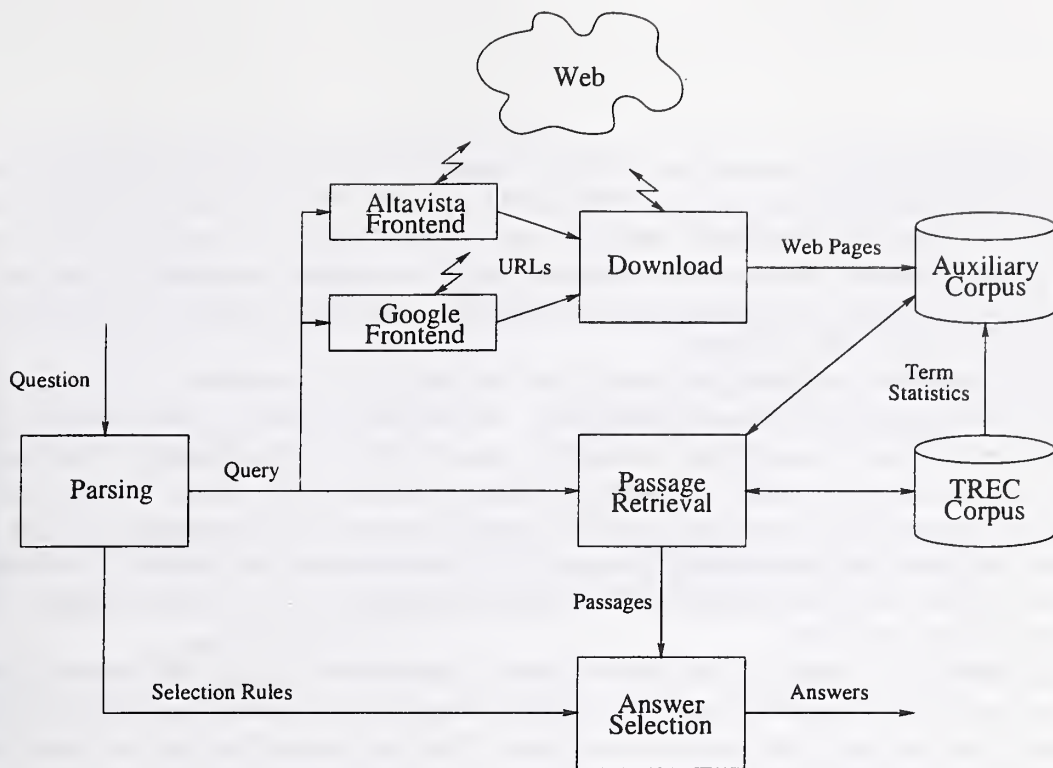 Web
Altavista
Frontend
URLs
Download
Web Pages
Auxiliary
Corpus
Google
Frontend
Question
Term
Statistics
Parsing
Query
Passage
Retrieval
TREC
Corpus
Passages
Selection Rules
Answer
Selection
Answers